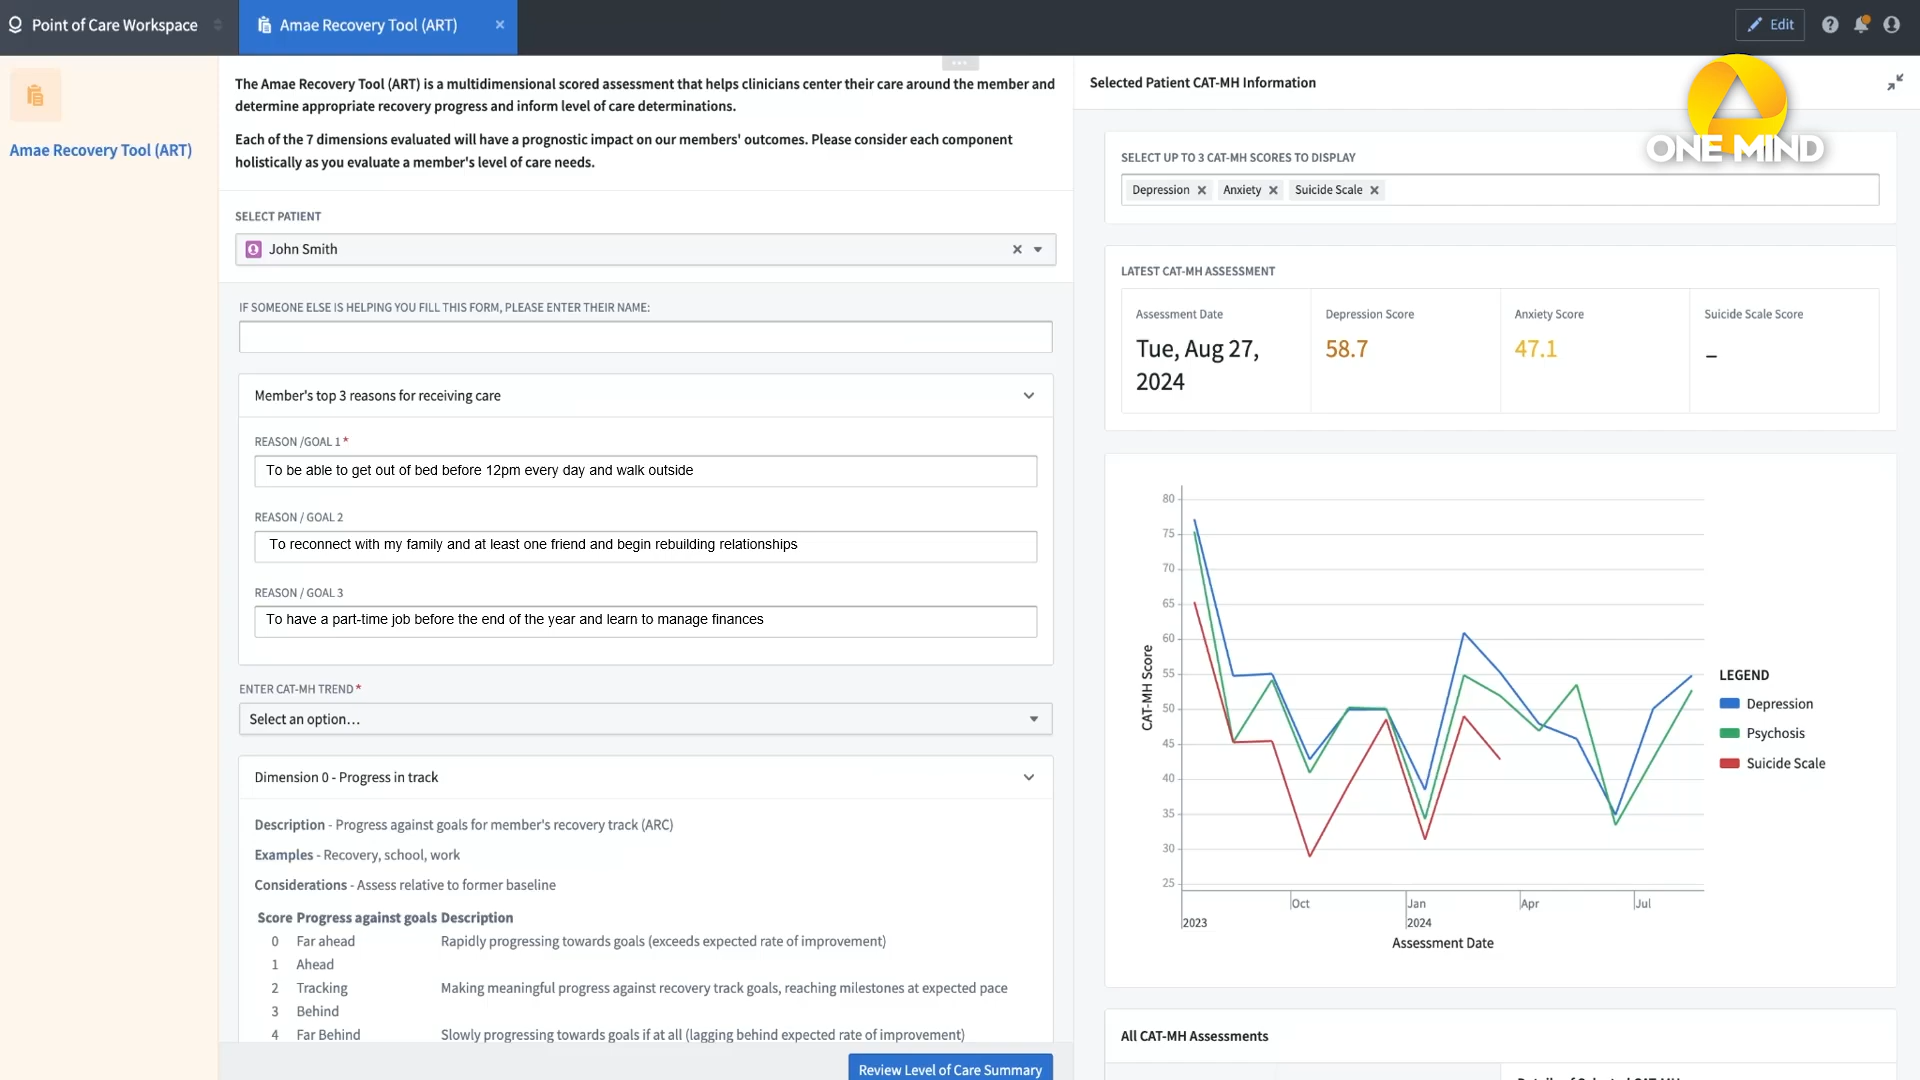 Point of Care Workspace
Amae Recovery Tool (ART)
Edit
Amae Recovery Tool (ART)
The Amae Recovery Tool (ART) is a multidimensional scored assessment that helps clinicians center their care around the member and
determine appropriate recovery progress and inform level of care determinations.
Each of the 7 dimensions evaluated will have a prognostic impact on our members' outcomes. Please consider each component
holistically as you evaluate a member's level of care needs.
SELECT PATIENT
John Smith
IF SOMEONE ELSE IS HELPING YOU FILL THIS FORM, PLEASE ENTER THEIR NAME:
Member's top 3 reasons for receiving care
REASON /GOAL 1*
To be able to get out of bed before 12pm every day and walk outside
REASON / GOAL 2
To reconnect with my family and at least one friend and begin rebuilding relationships
REASON / GOAL 3
To have a part-time job before the end of the year and learn to manage finances
ENTER CAT-MH TREND*
Select an option…
Dimension 0 - Progress in track
Description - Progress against goals for member's recovery track (ARC)
Examples - Recovery, school, work
Considerations - Assess relative to former baseline
Score Progress against goals Description
0 Far ahead Rapidly progressing towards goals (exceeds expected rate of improvement)
1 Ahead
2 Tracking Making meaningful progress against recovery track goals, reaching milestones at expected pace
3 Behind
4 Far Behind Slowly progressing towards goals if at all (lagging behind expected rate of improvement)
Review Level of Care Summary
Selected Patient CAT-MH Information
ONE MIND
SELECT UP TO 3 CAT-MH SCORES TO DISPLAY
Depression Anxiety Suicide Scale
LATEST CAT-MH ASSESSMENT
Assessment Date Depression Score Anxiety Score Suicide Scale Score
Tue, Aug 27, 58.7 47.1 –
2024
80
75
70
65
60
55
50
45
40
35
30
25
CAT-MH Score
Oct Jan Apr Jul
2023 2024
Assessment Date
LEGEND
Depression
Psychosis
Suicide Scale
All CAT-MH Assessments